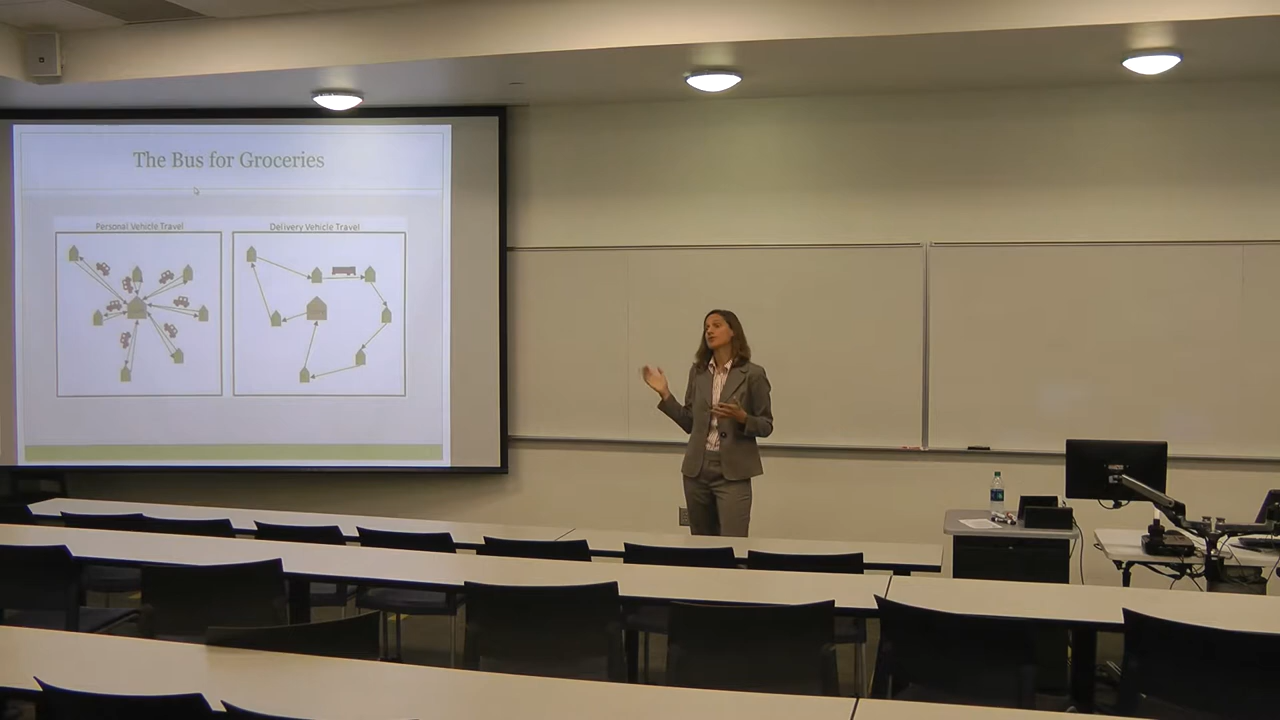 The Bus for Groceries
Personal Vehicle Travel
Delivery Vehicle Travel